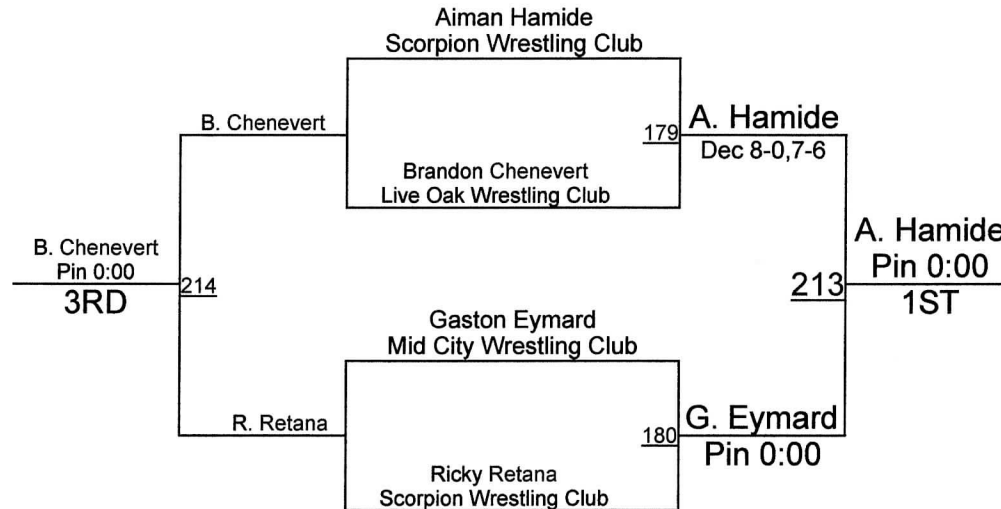 Aiman Hamide
Scorpion Wrestling Club
B. Chenevert
179
A. Hamide
Dec 8-0,7-6
Brandon Chenevert
Live Oak Wrestling Club
B. Chenevert
Pin 0:00
3RD
214
A. Hamide
Pin 0:00
1ST
213
Gaston Eymard
Mid City Wrestling Club
R. Retana
180
G. Eymard
Pin 0:00
Ricky Retana
Scorpion Wrestling Club